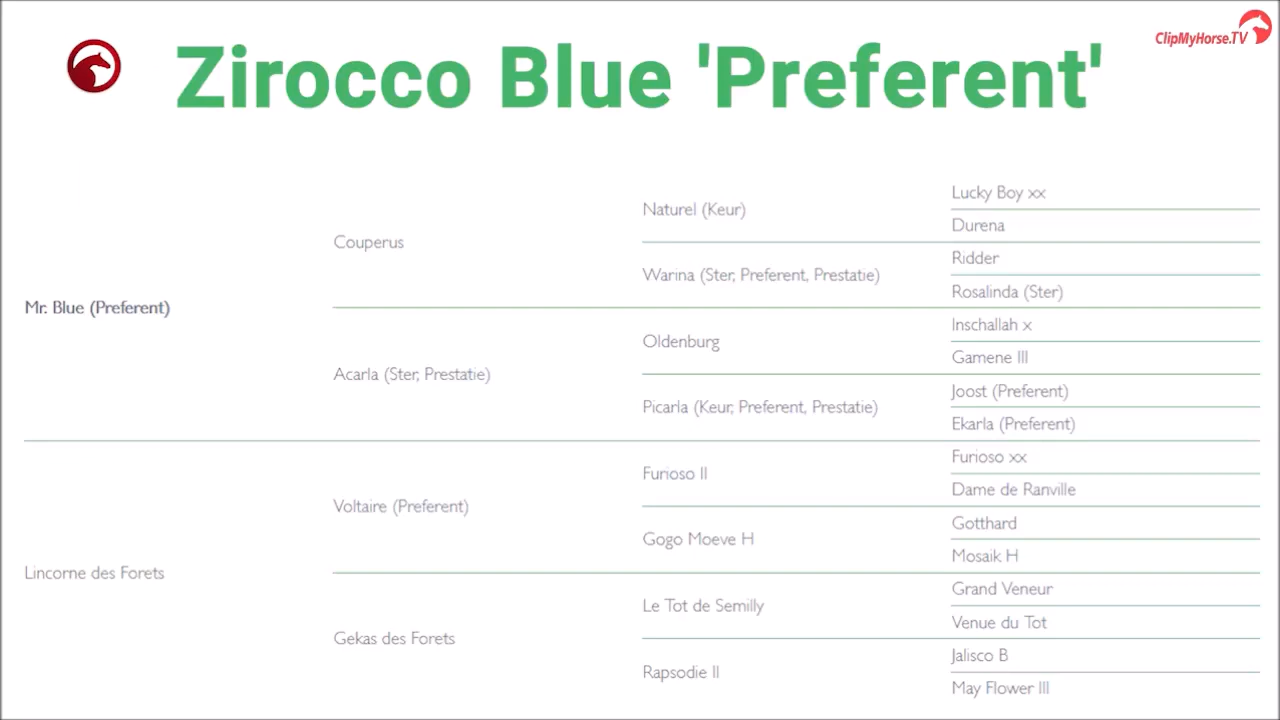 ClipMyHorse.TV
Zirocco Blue 'Preferent'
Mr. Blue (Preferent)
Couperus
Naturel (Keur)
Lucky Boy xx
Durena
Warina (Ster, Preferent, Prestatie)
Ridder
Rosalinda (Ster)
Acarla (Ster, Prestatie)
Oldenburg
Inschallah x
Gamene III
Picarla (Keur, Preferent, Prestatie)
Joost (Preferent)
Ekarla (Preferent)
Lincorne des Forets
Voltaire (Preferent)
Furioso II
Furioso xx
Dame de Ranville
Gogo Moeve H
Gotthard
Mosaik H
Gekas des Forets
Le Tot de Semilly
Grand Veneur
Venue du Tot
Rapsodie II
Jalisco B
May Flower III